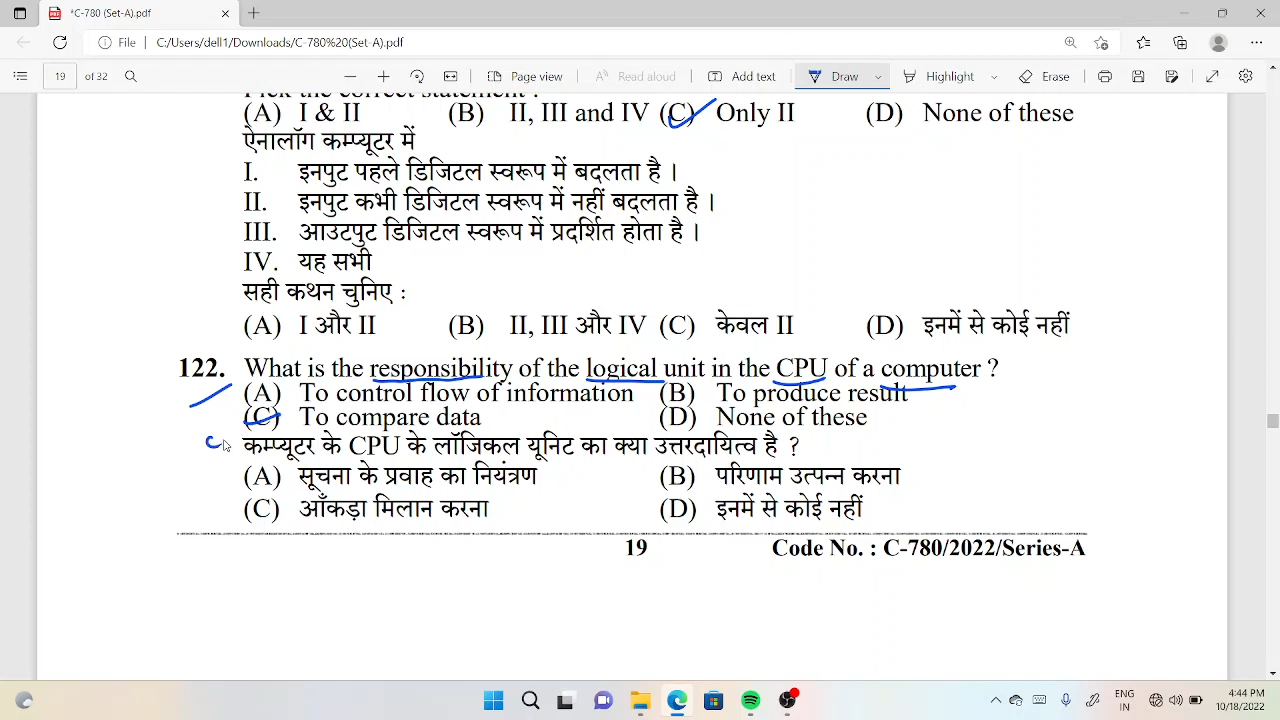 *C-780 (Set-A).pdf
File C:/Users/dell1/Downloads/C-780%20(Set-A).pdf
19 of 32 Page view Read aloud Add text Draw Highlight Erase
Pick the correct statement :
(A) I & II (B) II, III and IV (C) Only II (D) None of these
ऐनालॉग कम्प्यूटर में
I. इनपुट पहले डिजिटल स्वरूप में बदलता है ।
II. इनपुट कभी डिजिटल स्वरूप में नहीं बदलता है ।
III. आउटपुट डिजिटल स्वरूप में प्रदर्शित होता है ।
IV. यह सभी
सही कथन चुनिए :
(A) I और II (B) II, III और IV (C) केवल II (D) इनमें से कोई नहीं
122. What is the responsibility of the logical unit in the CPU of a computer ?
(A) To control flow of information (B) To produce result
(C) To compare data (D) None of these
कम्प्यूटर के CPU के लॉजिकल यूनिट का क्या उत्तरदायित्व है ?
(A) सूचना के प्रवाह का नियंत्रण (B) परिणाम उत्पन्न करना
(C) आँकड़ा मिलान करना (D) इनमें से कोई नहीं
19 Code No. : C-780/2022/Series-A
ENG 4:44 PM
IN 10/18/2022